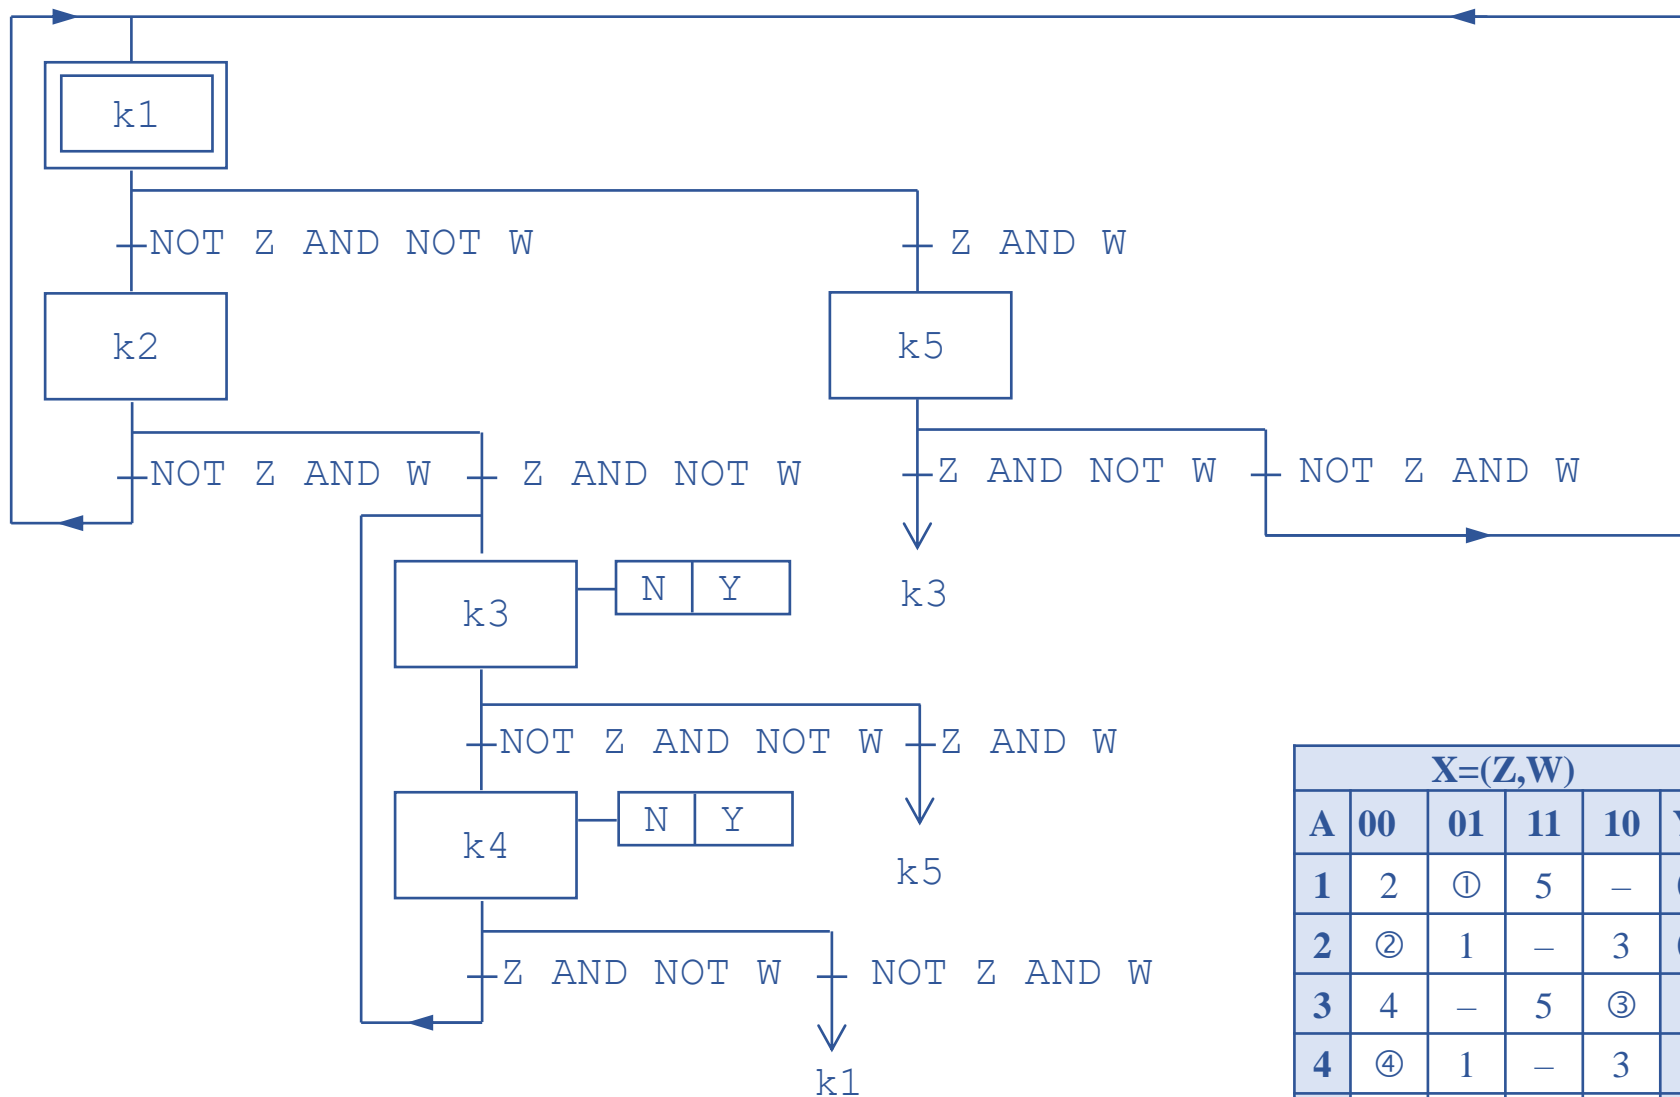 k1
NOT Z AND NOT W
Z AND W
k2
k5
NOT Z AND W
Z AND NOT W
Z AND NOT W
NOT Z AND W
k3
N Y
k3
NOT Z AND NOT W
Z AND W
k4
N Y
k5
Z AND NOT W
NOT Z AND W
k1
X=(Z,W)
A 00 01 11 10
1 2 ① 5 –
2 ② 1 – 3
3 4 – 5 ③
4 ④ 1 – 3